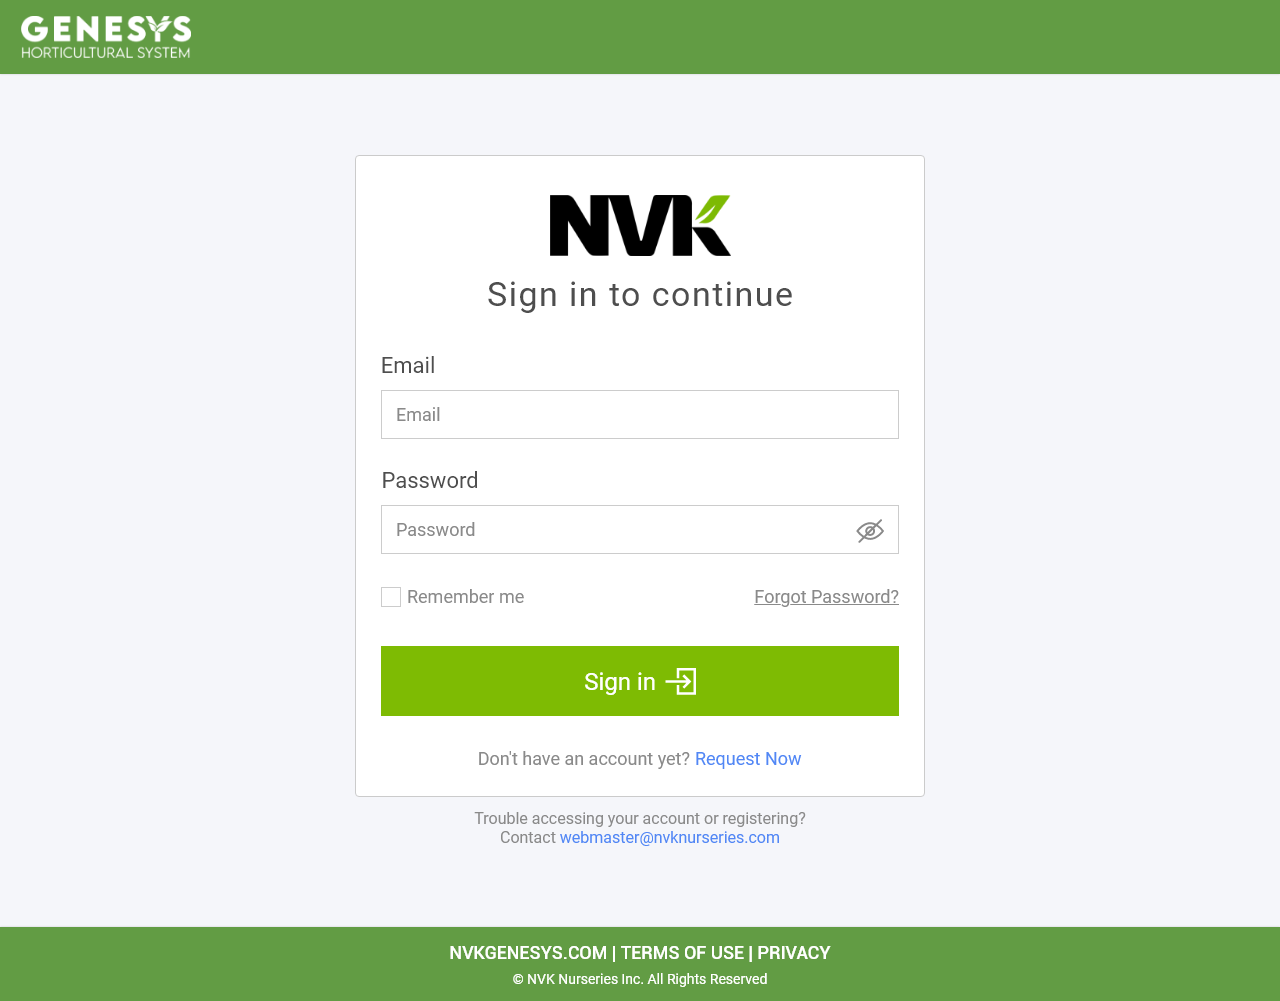 GENESYS
HORTICULTURAL SYSTEM
NVK
Sign in to continue
Email
Email
Password
Password
Remember me
Forgot Password?
Sign in
Don't have an account yet? Request Now
Trouble accessing your account or registering?
Contact webmaster@nvknurseries.com
NVKGENESYS.COM | TERMS OF USE | PRIVACY
© NVK Nurseries Inc. All Rights Reserved